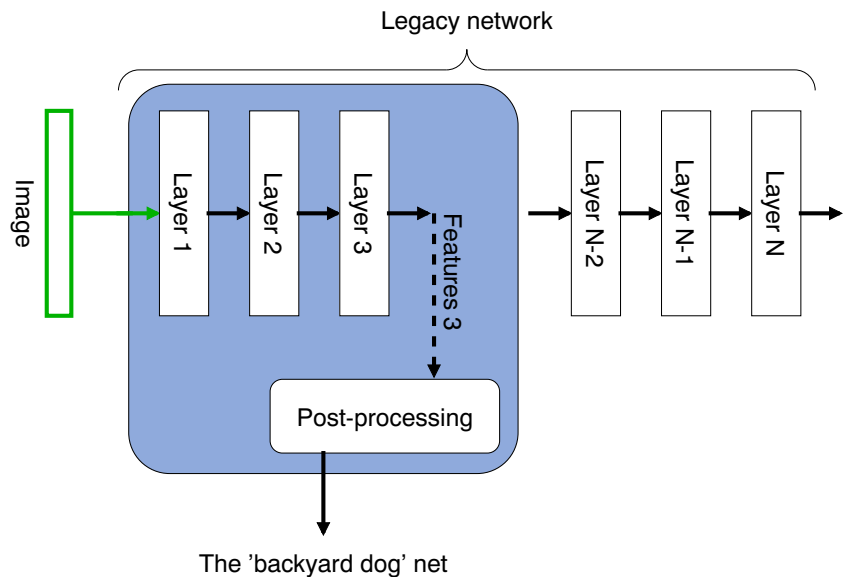 Legacy network
Image
Layer 1
Layer 2
Layer 3
Features 3
Layer N-2
Layer N-1
Layer N
Post-processing
The ’backyard dog’ net